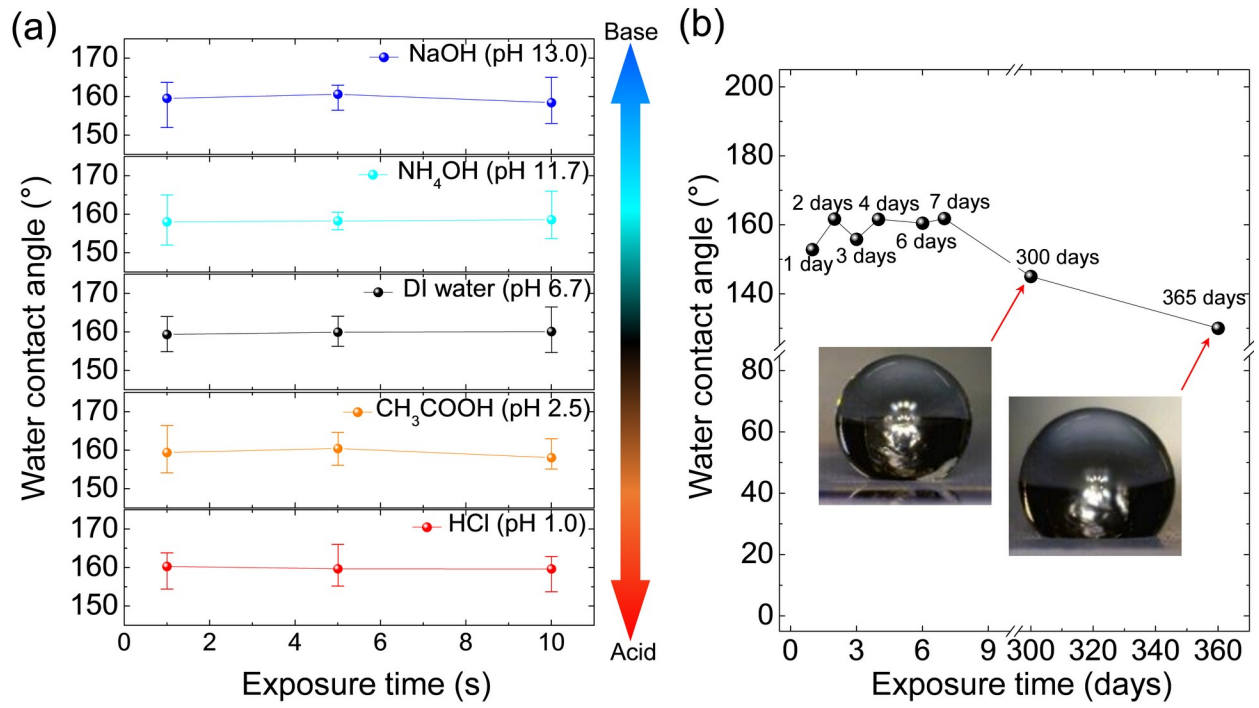 (a)
Water contact angle (°)
170
160
150
NaOH (pH 13.0)
170
160
150
NH₄OH (pH 11.7)
170
160
150
DI water (pH 6.7)
170
160
150
CH₃COOH (pH 2.5)
170
160
150
HCl (pH 1.0)
0 2 4 6 8 10
Exposure time (s)
Base
Acid
(b)
Water contact angle (°)
200
180
160
140
80
60
40
20
0
1 day
2 days
3 days
4 days
6 days
7 days
300 days
365 days
0 3 6 9 300 320 340 360
Exposure time (days)